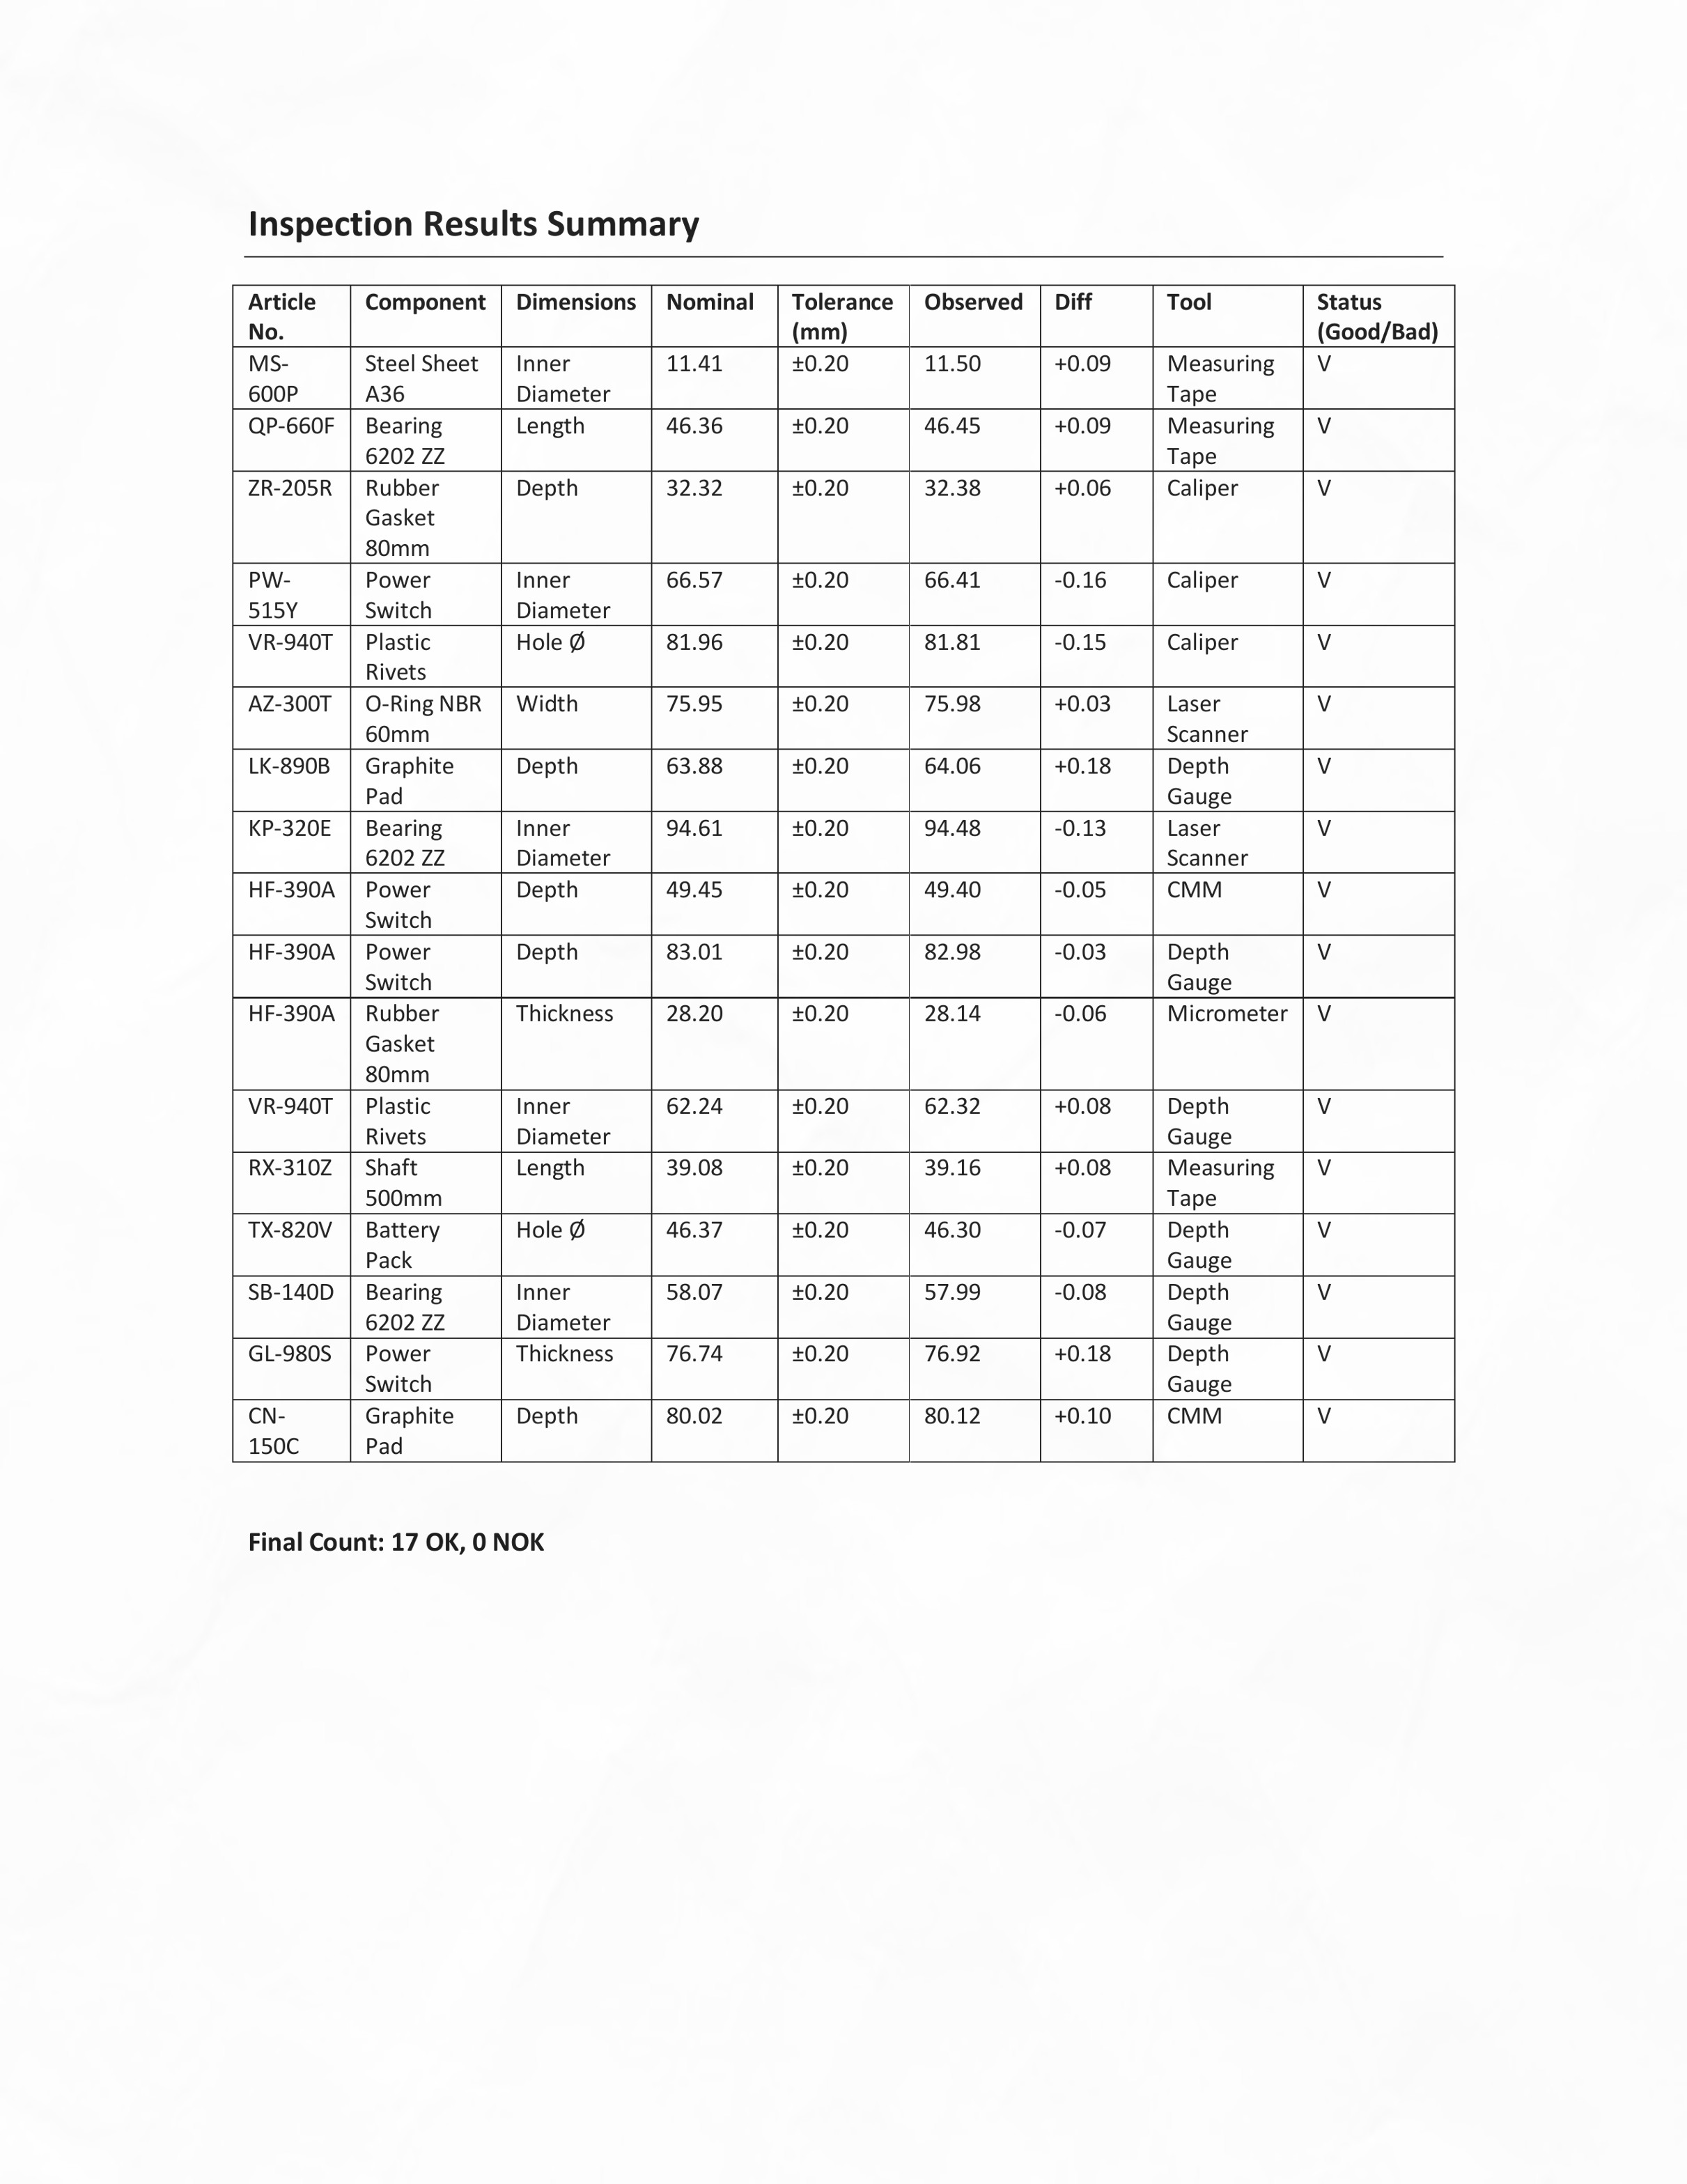 Inspection Results Summary
Article No. Component Dimensions Nominal Tolerance (mm) Observed Diff Tool Status (Good/Bad)
MS-600P Steel Sheet A36 Inner Diameter 11.41 ±0.20 11.50 +0.09 Measuring Tape V
QP-660F Bearing 6202 ZZ Length 46.36 ±0.20 46.45 +0.09 Measuring Tape V
ZR-205R Rubber Gasket 80mm Depth 32.32 ±0.20 32.38 +0.06 Caliper V
PW-515Y Power Switch Inner Diameter 66.57 ±0.20 66.41 -0.16 Caliper V
VR-940T Plastic Rivets Hole Ø 81.96 ±0.20 81.81 -0.15 Caliper V
AZ-300T O-Ring NBR 60mm Width 75.95 ±0.20 75.98 +0.03 Laser Scanner V
LK-890B Graphite Pad Depth 63.88 ±0.20 64.06 +0.18 Depth Gauge V
KP-320E Bearing 6202 ZZ Inner Diameter 94.61 ±0.20 94.48 -0.13 Laser Scanner V
HF-390A Power Switch Depth 49.45 ±0.20 49.40 -0.05 CMM V
HF-390A Power Switch Depth 83.01 ±0.20 82.98 -0.03 Depth Gauge V
HF-390A Rubber Gasket 80mm Thickness 28.20 ±0.20 28.14 -0.06 Micrometer V
VR-940T Plastic Rivets Inner Diameter 62.24 ±0.20 62.32 +0.08 Depth Gauge V
RX-310Z Shaft 500mm Length 39.08 ±0.20 39.16 +0.08 Measuring Tape V
TX-820V Battery Pack Hole Ø 46.37 ±0.20 46.30 -0.07 Depth Gauge V
SB-140D Bearing 6202 ZZ Inner Diameter 58.07 ±0.20 57.99 -0.08 Depth Gauge V
GL-980S Power Switch Thickness 76.74 ±0.20 76.92 +0.18 Depth Gauge V
CN-150C Graphite Pad Depth 80.02 ±0.20 80.12 +0.10 CMM V
Final Count: 17 OK, 0 NOK